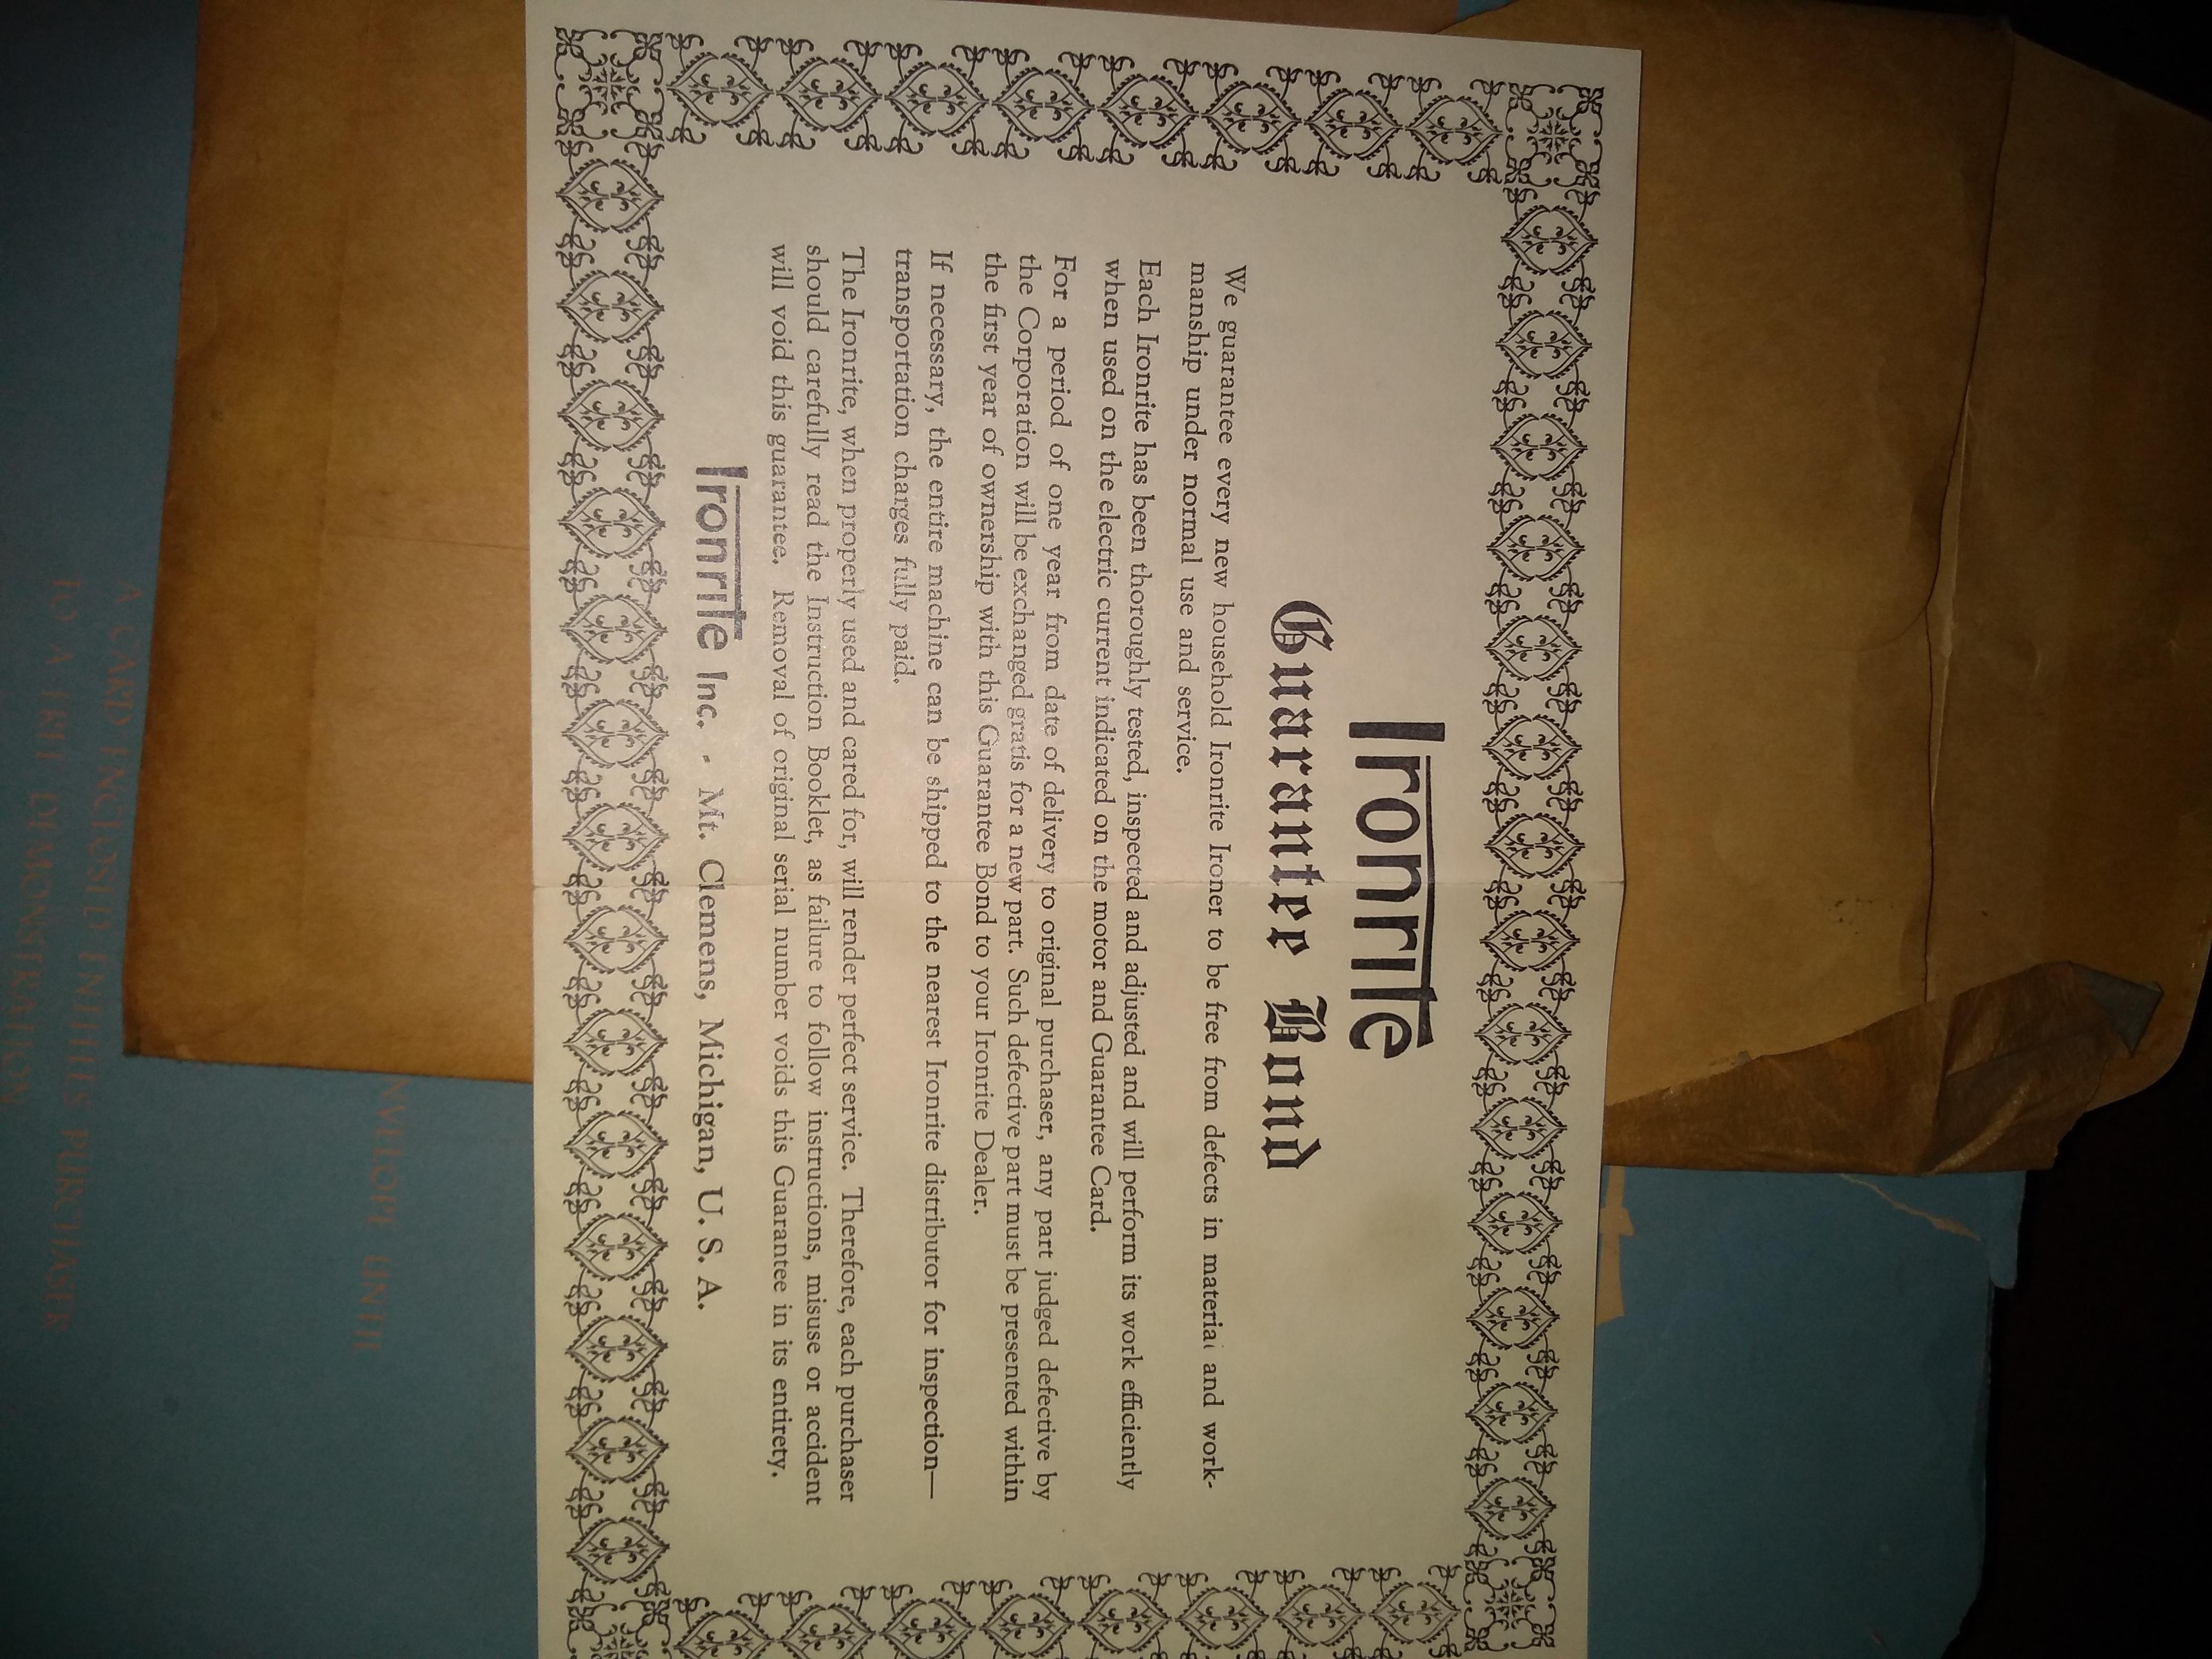 Ironrite
Guarantee Bond
We guarantee every new household Ironrite Ironer to be free from defects in material and work-
manship under normal use and service.
Each Ironrite has been thoroughly tested, inspected and adjusted and will perform its work efficiently
when used on the electric current indicated on the motor and Guarantee Card.
For a period of one year from date of delivery to original purchaser, any part judged defective by
the Corporation will be exchanged gratis for a new part. Such defective part must be presented within
the first year of ownership with this Guarantee Bond to your Ironrite Dealer.
If necessary, the entire machine can be shipped to the nearest Ironrite distributor for inspection—
transportation charges fully paid.
The Ironrite, when properly used and cared for, will render perfect service. Therefore, each purchaser
should carefully read the Instruction Booklet, as failure to follow instructions, misuse or accident
will void this guarantee. Removal of original serial number voids this Guarantee in its entirety.
Ironrite Inc. - Mt. Clemens, Michigan, U. S. A.
A CARD ENCLOSED ENTITLES PURCHASER
TO A FREE DEMONSTRATION